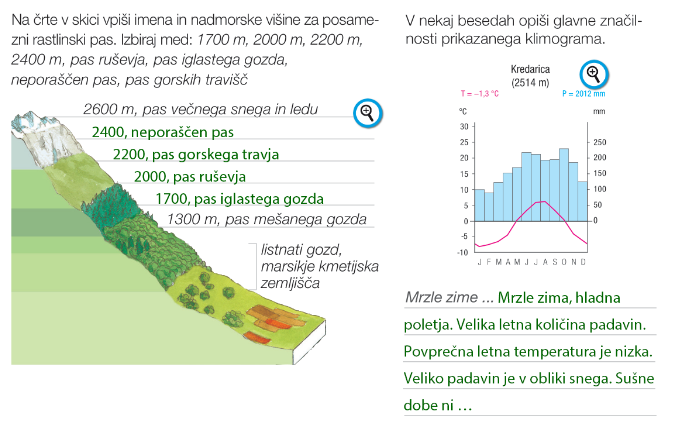 Na črte v skici vpiši imena in nadmorske višine za posame-
zni rastlinski pas. Izbiraj med: 1700 m, 2000 m, 2200 m,
2400 m, pas ruševja, pas iglastega gozda,
neporaščen pas, pas gorskih travišč
2600 m, pas večnega snega in ledu
2400, neporaščen pas
2200, pas gorskega travja
2000, pas ruševja
1700, pas iglastega gozda
1300 m, pas mešanega gozda
listnati gozd,
marsikje kmetijska
zemljišča
V nekaj besedah opiši glavne značil-
nosti prikazanega klimograma.
Kredarica
(2514 m)
T = –1,3 °C P = 2012 mm
°C mm
30
25
20 250
15 200
10 150
5 100
0 50
-5 0
-10
J F M A M J J A S O N D
Mrzle zime ... Mrzle zima, hladna
poletja. Velika letna količina padavin.
Povprečna letna temperatura je nizka.
Veliko padavin je v obliki snega. Sušne
dobe ni …